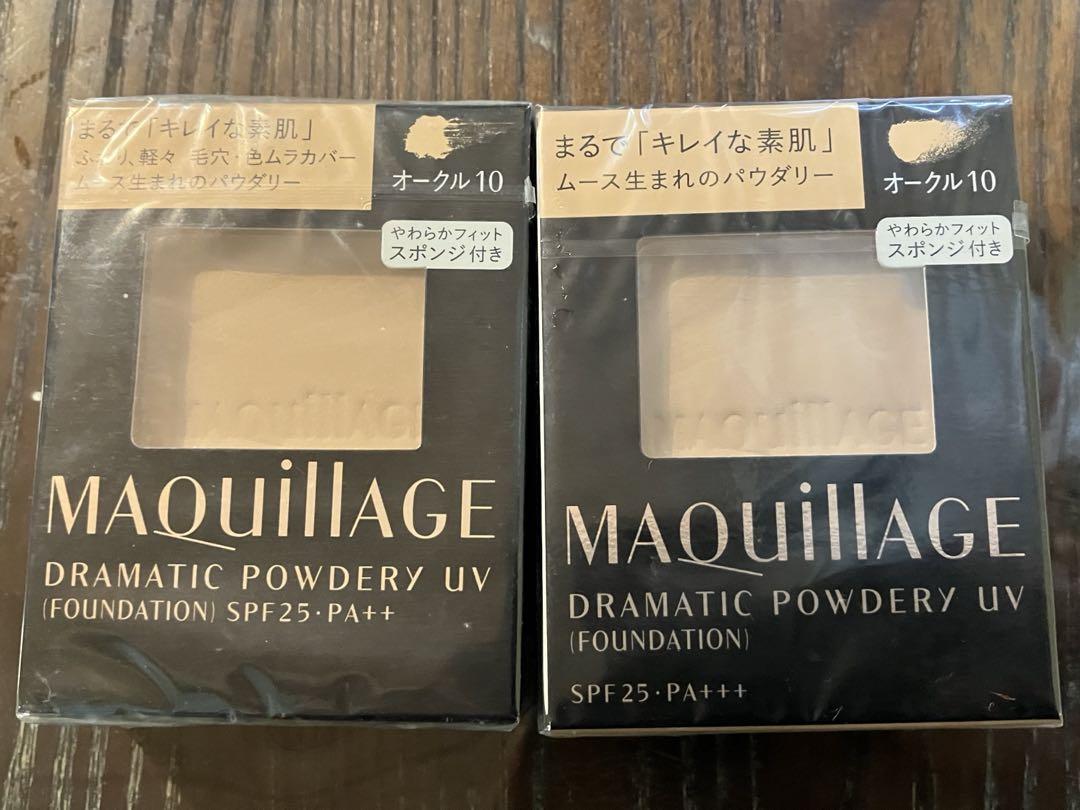 まるで「キレイな素肌」
ふわり、軽々 毛穴・色ムラカバー
ムース生まれのパウダリー
オークル10
やわらかフィット
スポンジ付き
MAQUillAGE
MAQuillAGE
DRAMATIC POWDERY UV
(FOUNDATION) SPF25・PA++
まるで「キレイな素肌」
ムース生まれのパウダリー
オークル10
やわらかフィット
スポンジ付き
MAQuillAGE
MAQuillAGE
DRAMATIC POWDERY UV
(FOUNDATION)
SPF25・PA+++